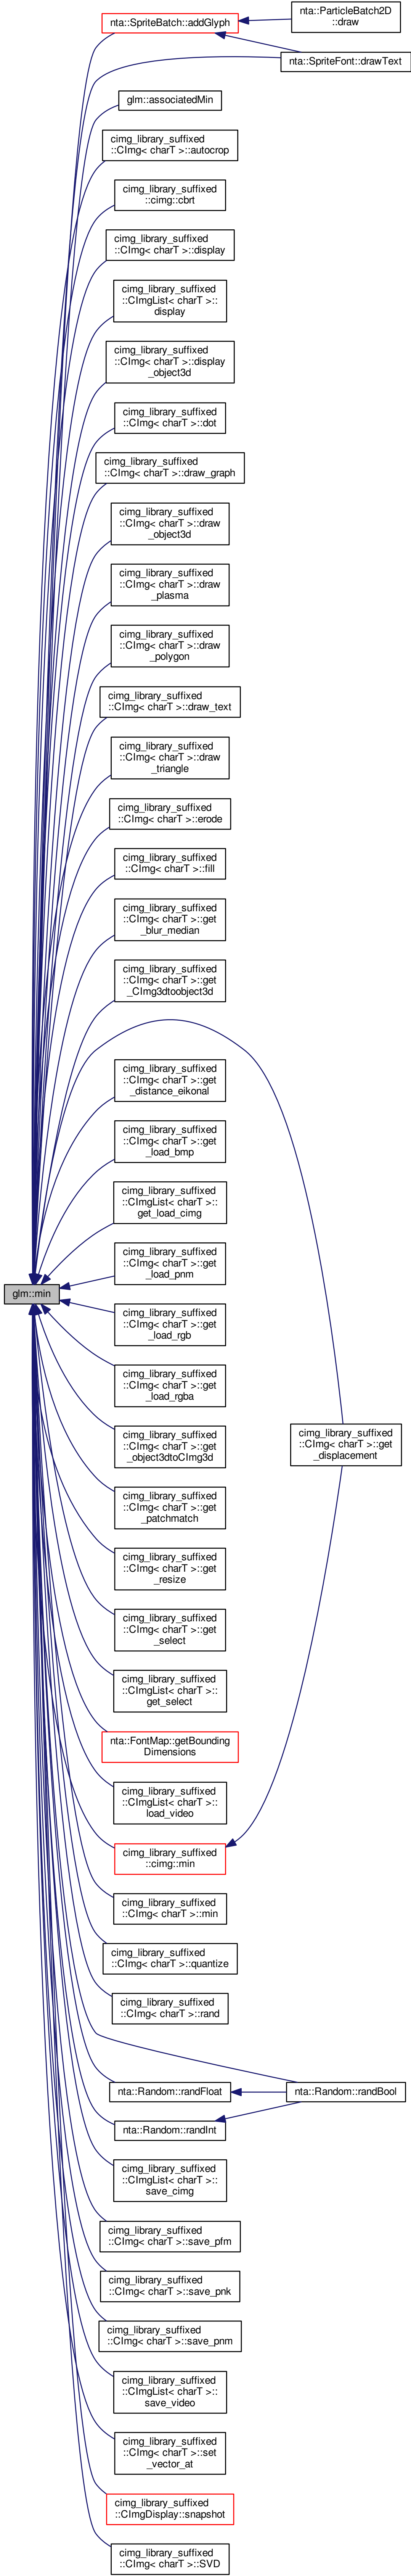 nta::SpriteBatch::addGlyph
nta::ParticleBatch2D
::draw
nta::SpriteFont::drawText
glm::associatedMin
cimg_library_suffixed
::CImg< charT >::autocrop
cimg_library_suffixed
::cimg::cbrt
cimg_library_suffixed
::CImg< charT >::display
cimg_library_suffixed
::CImgList< charT >::
display
cimg_library_suffixed
::CImg< charT >::display
_object3d
cimg_library_suffixed
::CImg< charT >::dot
cimg_library_suffixed
::CImg< charT >::draw_graph
cimg_library_suffixed
::CImg< charT >::draw
_object3d
cimg_library_suffixed
::CImg< charT >::draw
_plasma
cimg_library_suffixed
::CImg< charT >::draw
_polygon
cimg_library_suffixed
::CImg< charT >::draw_text
cimg_library_suffixed
::CImg< charT >::draw
_triangle
cimg_library_suffixed
::CImg< charT >::erode
cimg_library_suffixed
::CImg< charT >::fill
cimg_library_suffixed
::CImg< charT >::get
_blur_median
cimg_library_suffixed
::CImg< charT >::get
_CImg3dtoobject3d
cimg_library_suffixed
::CImg< charT >::get
_distance_eikonal
cimg_library_suffixed
::CImg< charT >::get
_load_bmp
cimg_library_suffixed
::CImgList< charT >::
get_load_cimg
cimg_library_suffixed
::CImg< charT >::get
_load_pnm
glm::min
cimg_library_suffixed
::CImg< charT >::get
_load_rgb
cimg_library_suffixed
::CImg< charT >::get
_load_rgba
cimg_library_suffixed
::CImg< charT >::get
_object3dtoCImg3d
cimg_library_suffixed
::CImg< charT >::get
_displacement
cimg_library_suffixed
::CImg< charT >::get
_patchmatch
cimg_library_suffixed
::CImg< charT >::get
_resize
cimg_library_suffixed
::CImg< charT >::get
_select
cimg_library_suffixed
::CImgList< charT >::
get_select
nta::FontMap::getBounding
Dimensions
cimg_library_suffixed
::CImgList< charT >::
load_video
cimg_library_suffixed
::cimg::min
cimg_library_suffixed
::CImg< charT >::min
cimg_library_suffixed
::CImg< charT >::quantize
cimg_library_suffixed
::CImg< charT >::rand
nta::Random::randFloat
nta::Random::randBool
nta::Random::randInt
cimg_library_suffixed
::CImgList< charT >::
save_cimg
cimg_library_suffixed
::CImg< charT >::save_pfm
cimg_library_suffixed
::CImg< charT >::save_pnk
cimg_library_suffixed
::CImg< charT >::save_pnm
cimg_library_suffixed
::CImgList< charT >::
save_video
cimg_library_suffixed
::CImg< charT >::set
_vector_at
cimg_library_suffixed
::CImgDisplay::snapshot
cimg_library_suffixed
::CImg< charT >::SVD